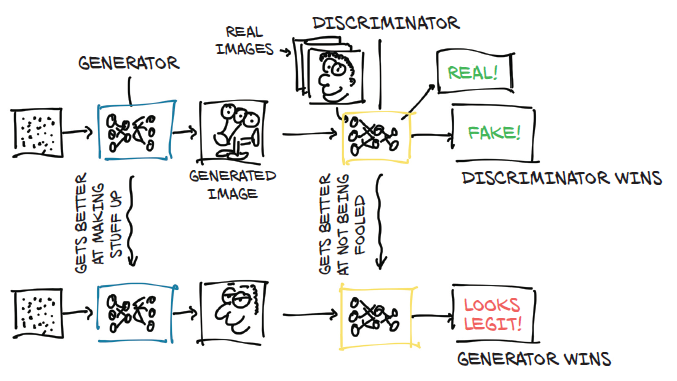 DISCRIMINATOR
REAL
IMAGES
GENERATOR
REAL!
FAKE!
GENERATED
IMAGE
DISCRIMINATOR WINS
GETS BETTER
AT MAKING
STUFF UP
GETS BETTER
AT NOT BEING
FOOLED
LOOKS
LEGIT!
GENERATOR WINS